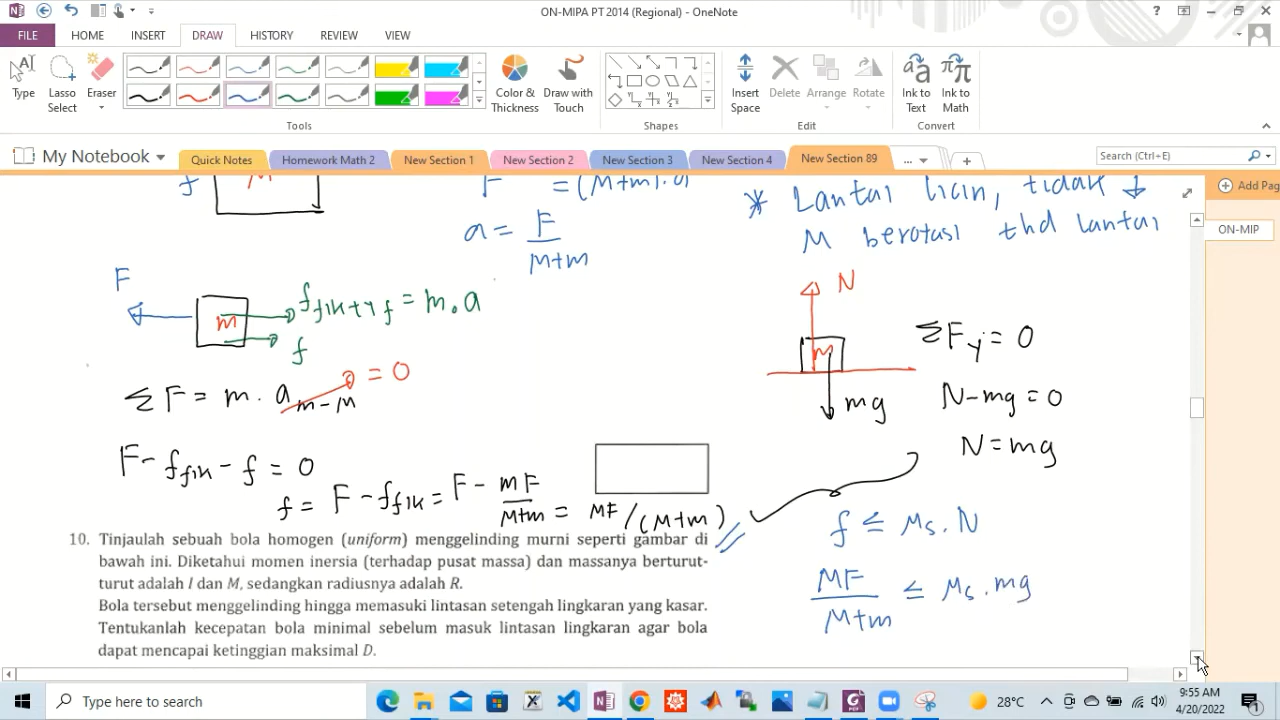 ON-MIPA PT 2014 (Regional) - OneNote
FILE HOME INSERT DRAW HISTORY REVIEW VIEW
Type
Lasso Select
Eraser
Color & Thickness
Draw with Touch
Insert Space
Delete
Arrange
Rotate
Ink to Text
Ink to Math
Tools
Shapes
Edit
Convert
My Notebook
Quick Notes
Homework Math 2
New Section 1
New Section 2
New Section 3
New Section 4
New Section 89
...
+
Search (Ctrl+E)
Add Pag
ON-MIP
f M
F = (M+m).a
a = F/(M+m)
* Lantai licin, tidak ↓
M berotasi thd lantai
F
m
f fik + f = m.a
f
ΣF = m. a m-M = 0
F - f fik - f = 0
f = F - f fik = F - mF/(M+m) = MF/(M+m)
N
m
mg
ΣFy = 0
N-mg = 0
N = mg
f ≤ μs.N
MF/(M+m) ≤ μs.mg
10. Tinjaulah sebuah bola homogen (uniform) menggelinding murni seperti gambar di
bawah ini. Diketahui momen inersia (terhadap pusat massa) dan massanya berturut-
turut adalah I dan M, sedangkan radiusnya adalah R.
Bola tersebut menggelinding hingga memasuki lintasan setengah lingkaran yang kasar.
Tentukanlah kecepatan bola minimal sebelum masuk lintasan lingkaran agar bola
dapat mencapai ketinggian maksimal D.
Type here to search
28°C
9:55 AM
4/20/2022